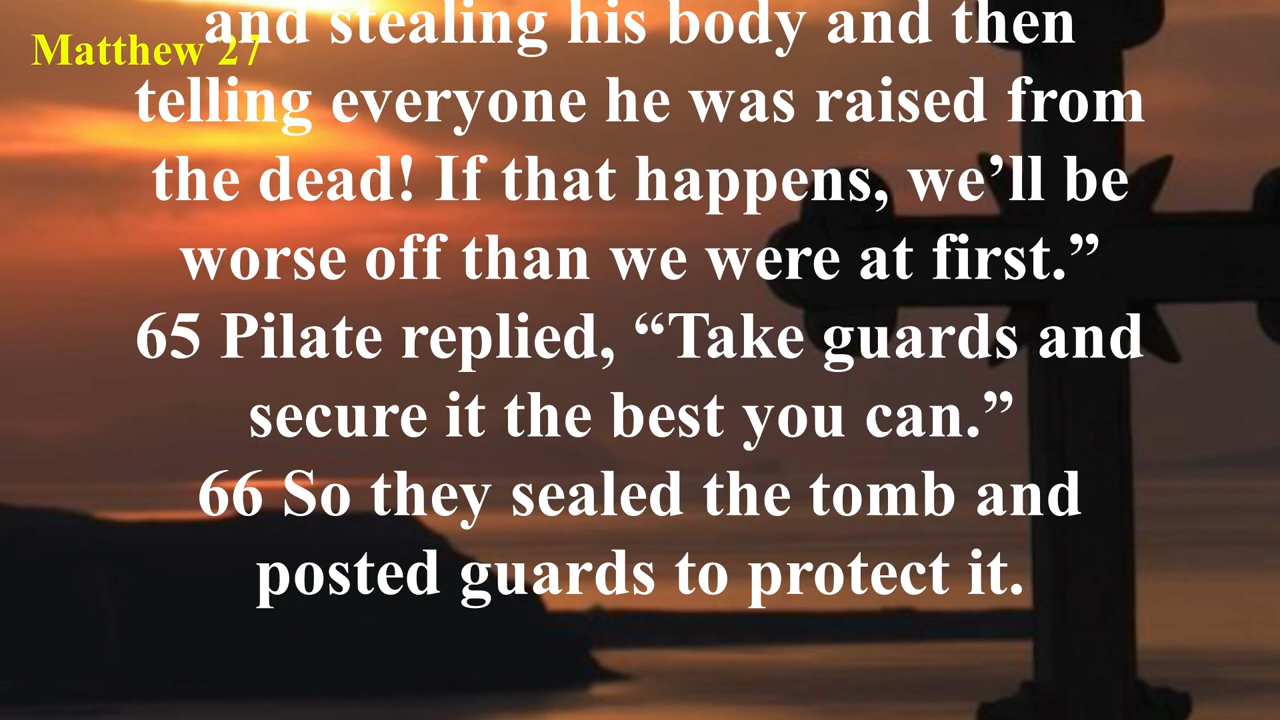 Matthew 27
and stealing his body and then
telling everyone he was raised from
the dead! If that happens, we’ll be
worse off than we were at first.”
65 Pilate replied, “Take guards and
secure it the best you can.”
66 So they sealed the tomb and
posted guards to protect it.